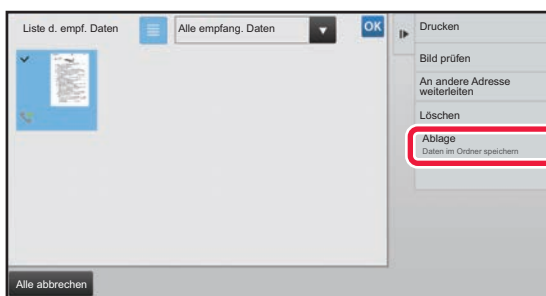 Liste d. empf. Daten
Alle empfang. Daten
OK
Drucken
Bild prüfen
An andere Adresse
weiterleiten
Löschen
Ablage
Daten im Ordner speichern
Alle abbrechen